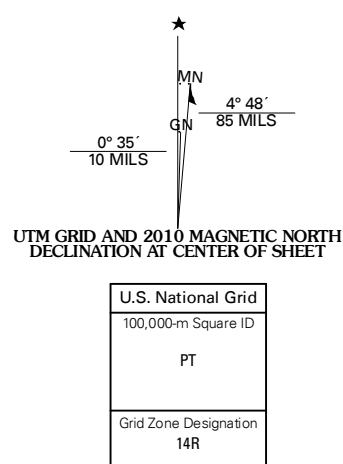 MN
4° 48´
85 MILS
GN
0° 35´
10 MILS
UTM GRID AND 2010 MAGNETIC NORTH
DECLINATION AT CENTER OF SHEET
U.S. National Grid
100,000-m Square ID
PT
Grid Zone Designation
14R